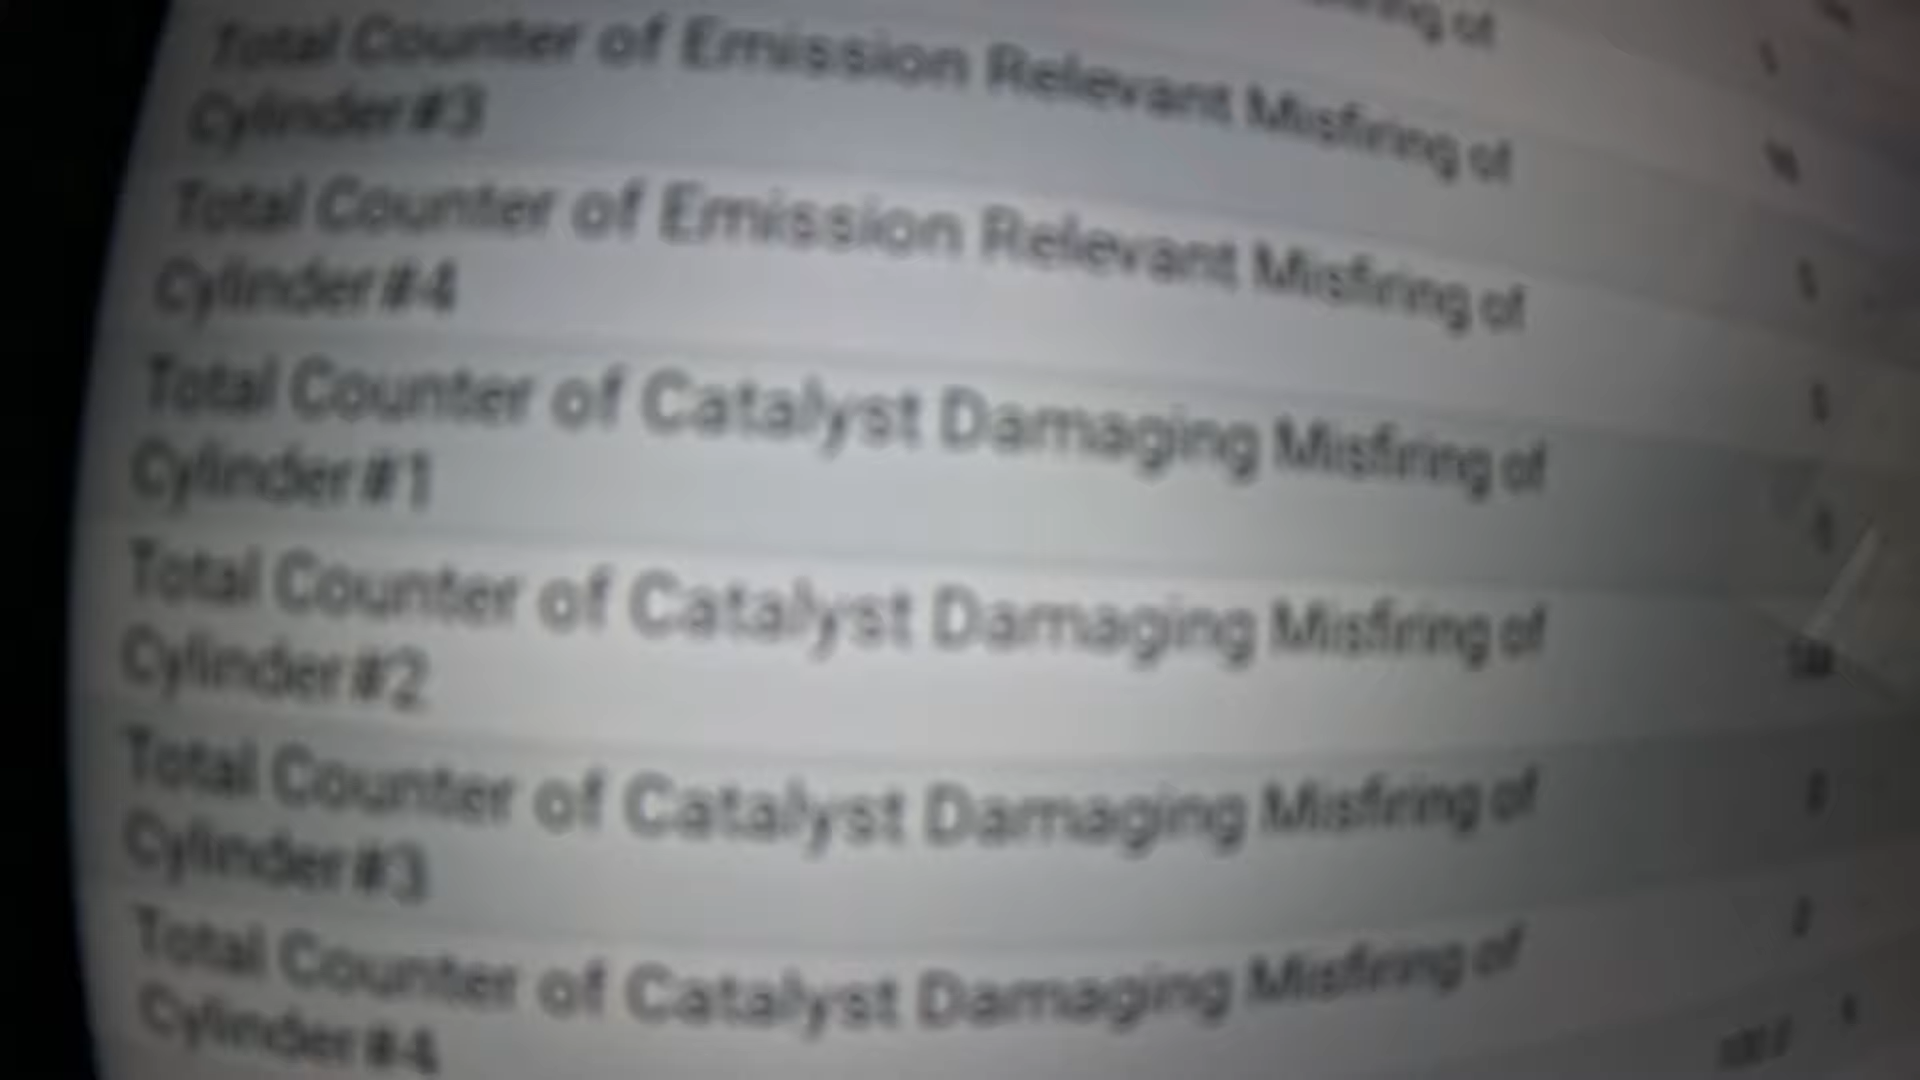 Total Counter of Emission Relevant Misfiring of
Cylinder #3
Total Counter of Emission Relevant Misfiring of
Cylinder #4
Total Counter of Catalyst Damaging Misfiring of
Cylinder #1
Total Counter of Catalyst Damaging Misfiring of
Cylinder #2
Total Counter of Catalyst Damaging Misfiring of
Cylinder #3
Total Counter of Catalyst Damaging Misfiring of
Cylinder #4